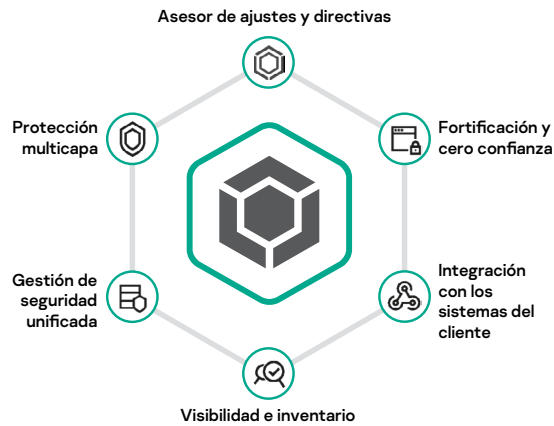 Asesor de ajustes y directivas
Protección
multicapa
Fortificación y
cero confianza
Gestión de
seguridad
unificada
Integración
con los
sistemas del
cliente
Visibilidad e inventario